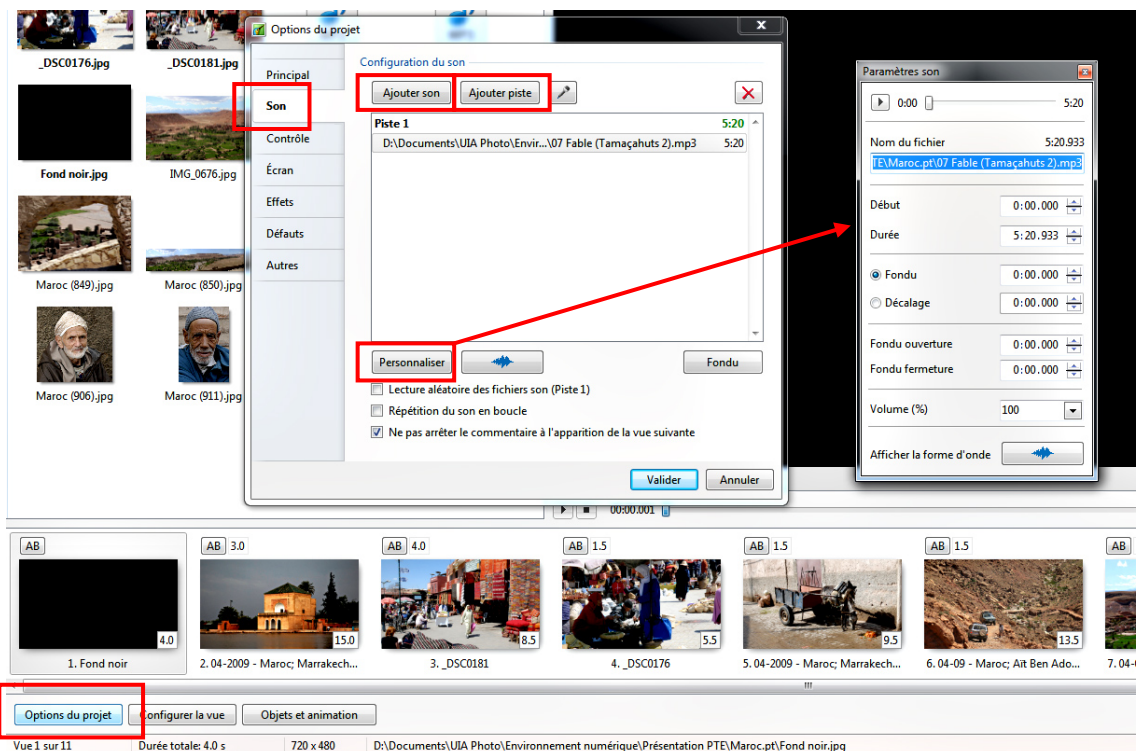 _DSC0176.jpg
_DSC0181.jpg
Fond noir.jpg
IMG_0676.jpg
Maroc (849).jpg
Maroc (850).jpg
Maroc (906).jpg
Maroc (911).jpg
Options du projet
x
Principal
Son
Contrôle
Écran
Effets
Défauts
Autres
Configuration du son
Ajouter son
Ajouter piste
Piste 1 5:20
D:\Documents\UIA Photo\Envir...\07 Fable (Tamaçahuts 2).mp3 5:20
Personnaliser
Fondu
Lecture aléatoire des fichiers son (Piste 1)
Répétition du son en boucle
Ne pas arrêter le commentaire à l'apparition de la vue suivante
Valider
Annuler
Paramètres son
0:00 5:20
Nom du fichier 5:20.933
TE\Maroc.pt\07 Fable (Tamaçahuts 2).mp3
Début 0:00.000
Durée 5:20.933
Fondu 0:00.000
Décalage 0:00.000
Fondu ouverture 0:00.000
Fondu fermeture 0:00.000
Volume (%) 100
Afficher la forme d'onde
00:00.001
AB
AB 3.0
AB 4.0
AB 1.5
AB 1.5
AB 1.5
AB
4.0
15.0
8.5
5.5
9.5
13.5
1. Fond noir
2. 04-2009 - Maroc; Marrakech...
3. _DSC0181
4. _DSC0176
5. 04-2009 - Maroc; Marrakech...
6. 04-09 - Maroc; Aït Ben Ado...
Options du projet
Configurer la vue
Objets et animation
Vue 1 sur 11
Durée totale: 4.0 s
720 x 480
D:\Documents\UIA Photo\Environnement numérique\Présentation PTE\Maroc.pt\Fond noir.jpg